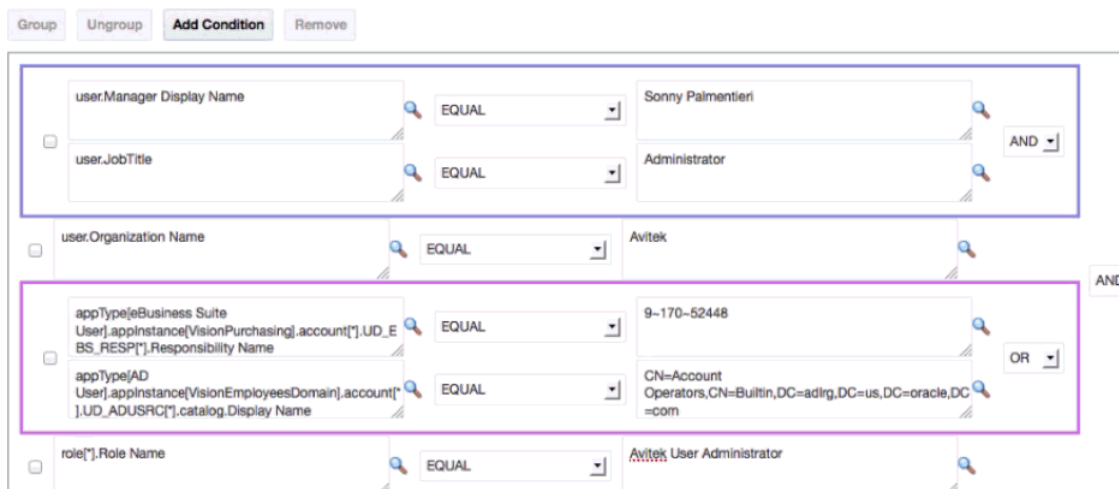 Group Ungroup Add Condition Remove
user.Manager Display Name EQUAL Sonny Palmentieri
AND
user.JobTitle EQUAL Administrator
user.Organization Name EQUAL Avitek
AND
appType[eBusiness Suite
User].appInstance[VisionPurchasing].account[*].UD_E
BS_RESP[*].Responsibility Name
EQUAL
9~170~52448
OR
appType[AD
User].appInstance[VisionEmployeesDomain].account[*
].UD_ADUSRC[*].catalog.Display Name
EQUAL
CN=Account
Operators,CN=Builtin,DC=adlrg,DC=us,DC=oracle,DC
=com
role[*].Role Name EQUAL Avitek User Administrator